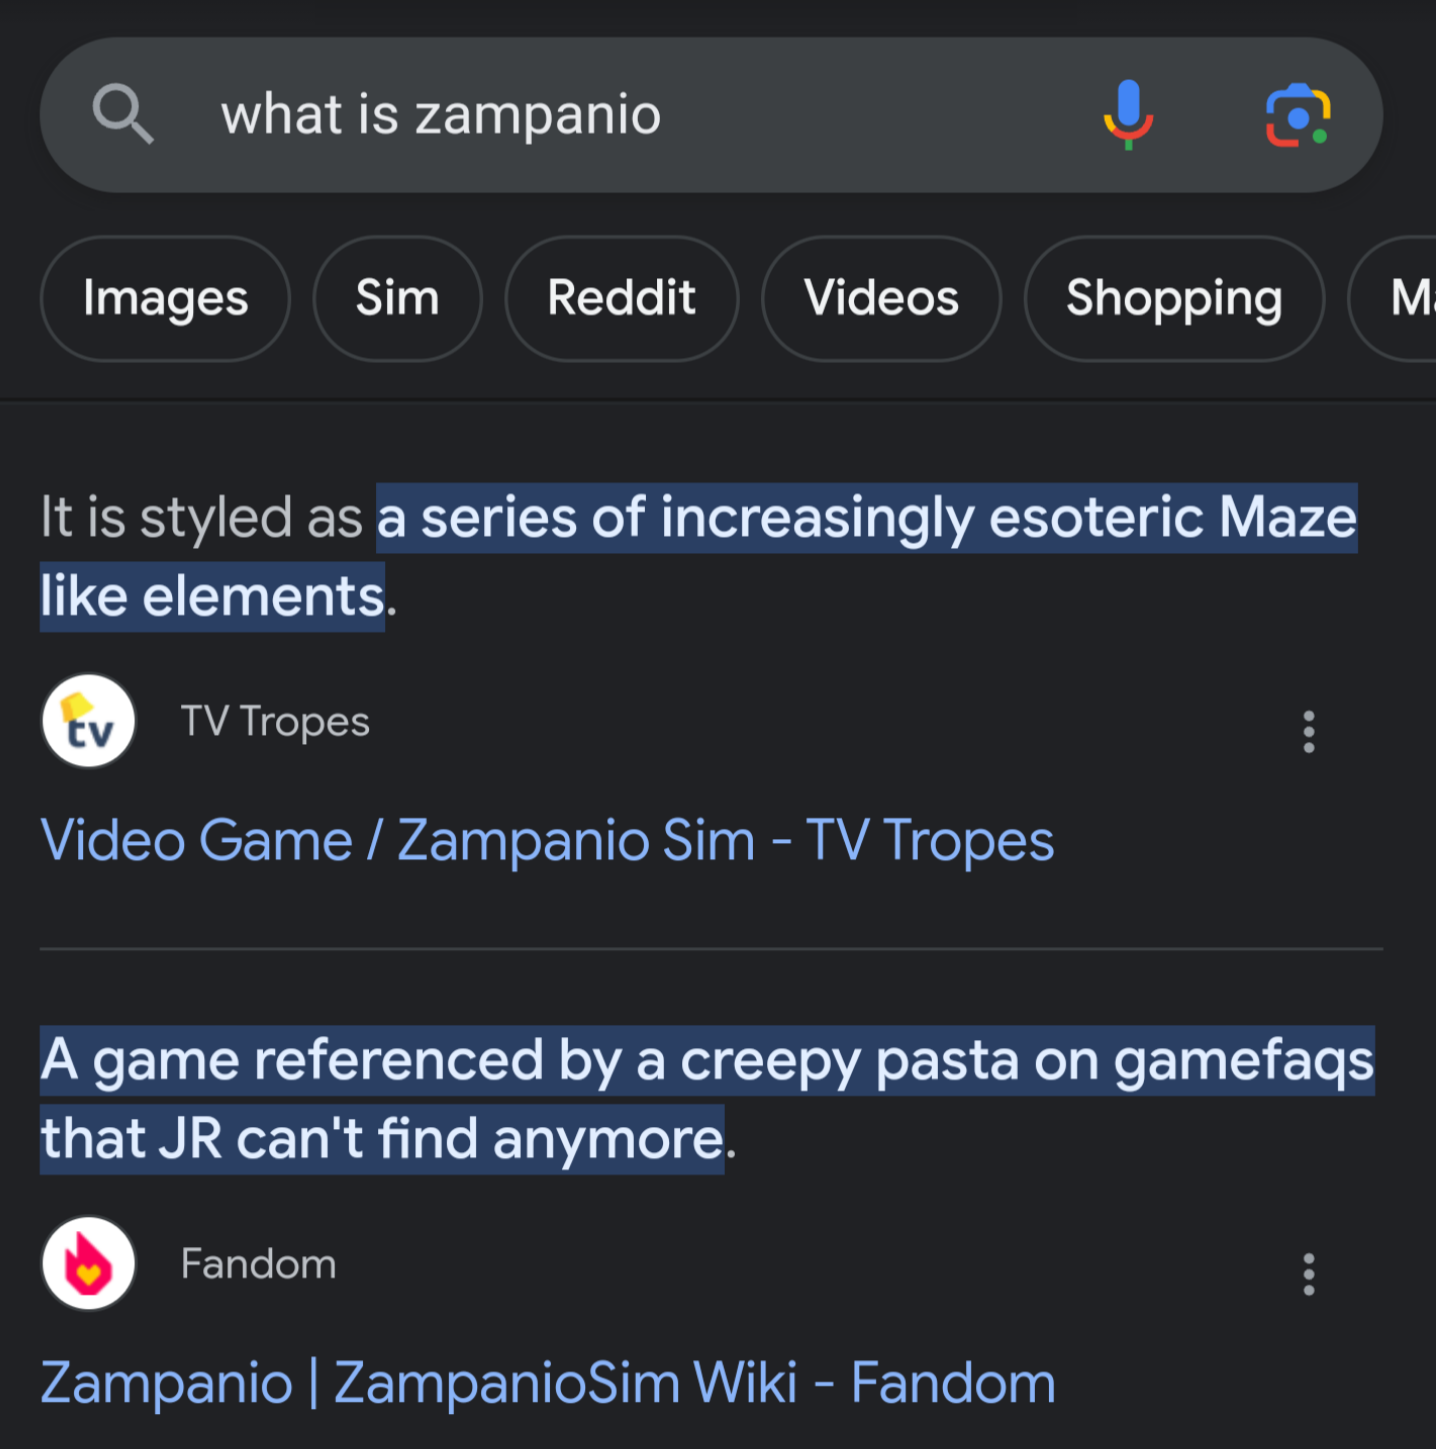 what is zampanio
Images Sim Reddit Videos Shopping
It is styled as a series of increasingly esoteric Maze
like elements.
tv TV Tropes
Video Game / Zampanio Sim - TV Tropes
A game referenced by a creepy pasta on gamefaqs
that JR can't find anymore.
Fandom
Zampanio | ZampanioSim Wiki - Fandom